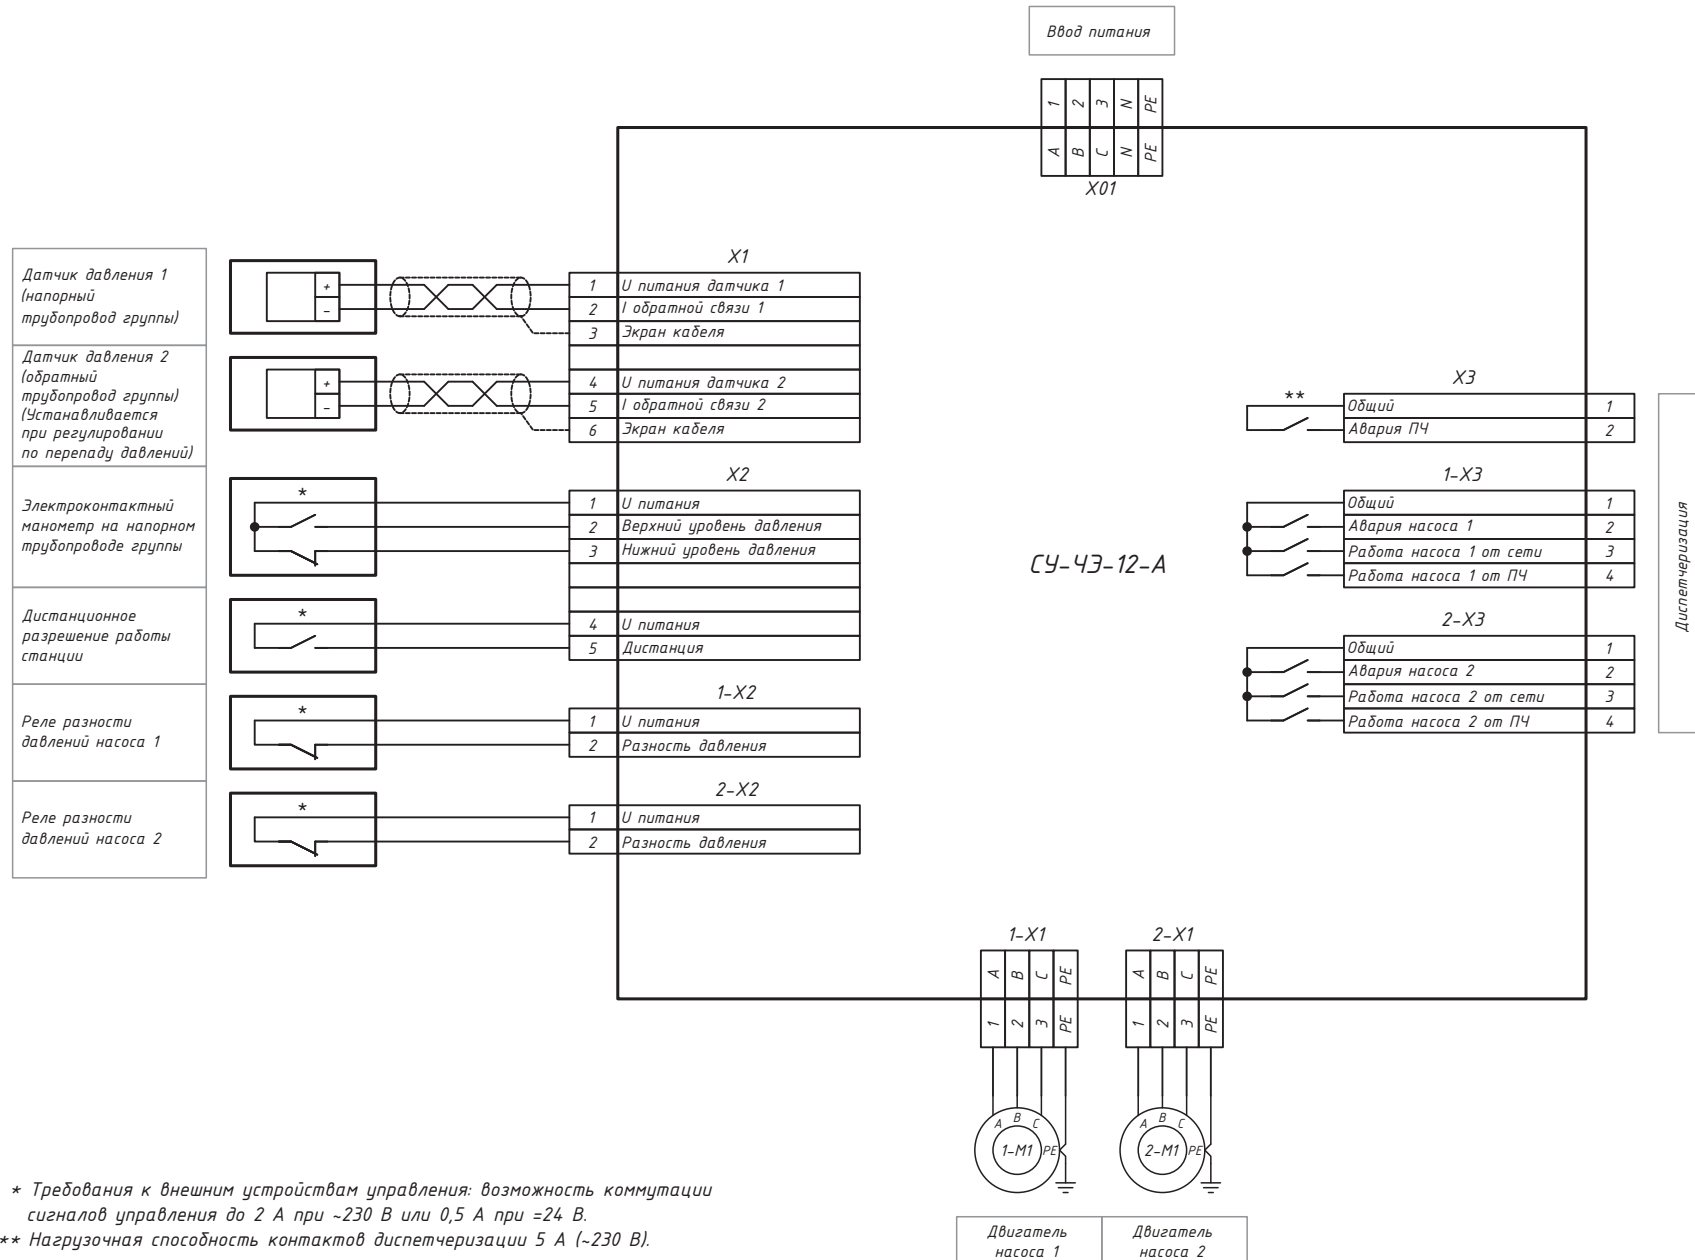 Ввод питания
1 2 3 N PE
A B C N PE
X01
Датчик давления 1
(напорный
трубопровод группы)
+
-
X1
1 U питания датчика 1
2 I обратной связи 1
3 Экран кабеля
Датчик давления 2
(обратный
трубопровод группы)
(Устанавливается
при регулировании
по перепаду давлений)
+
-
4 U питания датчика 2
5 I обратной связи 2
6 Экран кабеля
Электроконтактный
манометр на напорном
трубопроводе группы
*
X2
1 U питания
2 Верхний уровень давления
3 Нижний уровень давления
Дистанционное
разрешение работы
станции
*
4 U питания
5 Дистанция
Реле разности
давлений насоса 1
*
1-X2
1 U питания
2 Разность давления
Реле разности
давлений насоса 2
*
2-X2
1 U питания
2 Разность давления
СУ-ЧЭ-12-А
X3
**
Общий 1
Авария ПЧ 2
1-X3
Общий 1
Авария насоса 1 2
Работа насоса 1 от сети 3
Работа насоса 1 от ПЧ 4
2-X3
Общий 1
Авария насоса 2 2
Работа насоса 2 от сети 3
Работа насоса 2 от ПЧ 4
Диспетчеризация
1-X1
A B C PE
1 2 3 PE
A B C
1-M1 PE
Двигатель
насоса 1
2-X1
A B C PE
1 2 3 PE
A B C
2-M1 PE
Двигатель
насоса 2
* Требования к внешним устройствам управления: возможность коммутации
сигналов управления до 2 А при ~230 В или 0,5 А при =24 В.
** Нагрузочная способность контактов диспетчеризации 5 А (~230 В).